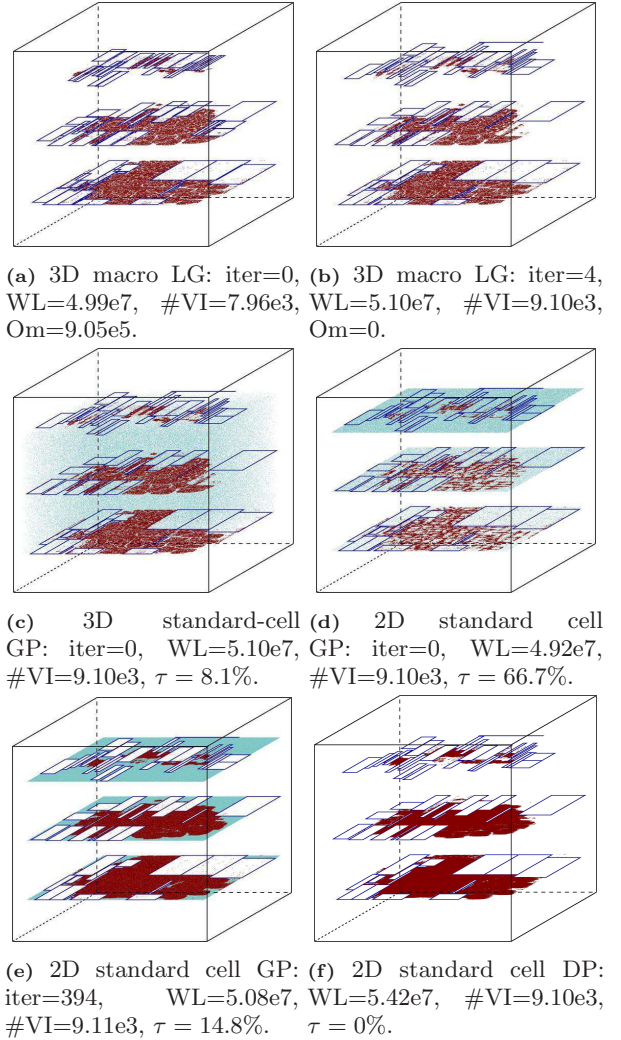 (a) 3D macro LG: iter=0,
WL=4.99e7, #VI=7.96e3,
Om=9.05e5.
(b) 3D macro LG: iter=4,
WL=5.10e7, #VI=9.10e3,
Om=0.
(c) 3D standard-cell
GP: iter=0, WL=5.10e7,
#VI=9.10e3, τ = 8.1%.
(d) 2D standard cell
GP: iter=0, WL=4.92e7,
#VI=9.10e3, τ = 66.7%.
(e) 2D standard cell GP:
iter=394, WL=5.08e7,
#VI=9.11e3, τ = 14.8%.
(f) 2D standard cell DP:
WL=5.42e7, #VI=9.10e3,
τ = 0%.